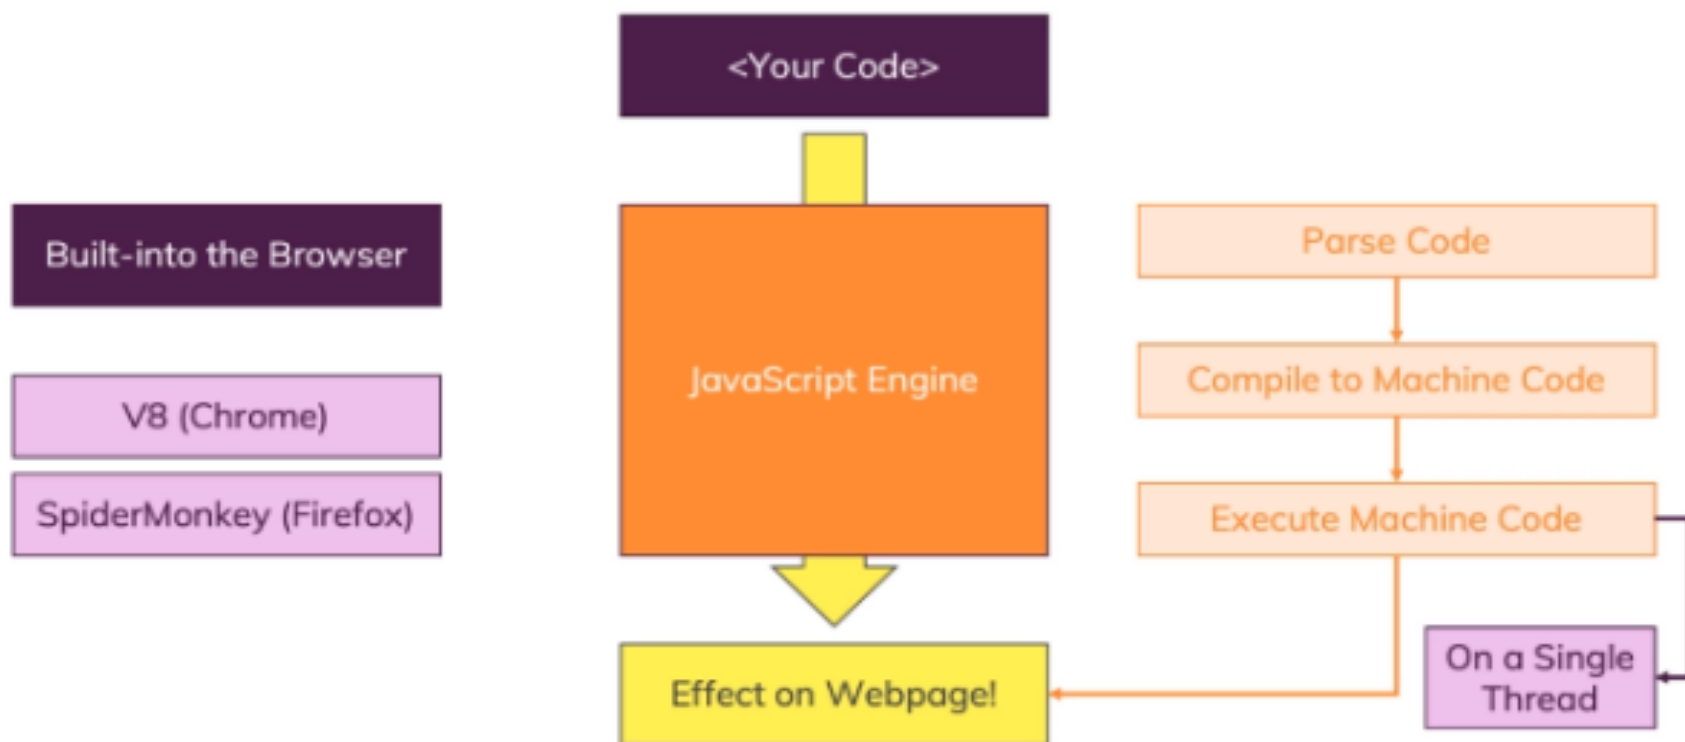 <Your Code>
Built-into the Browser
V8 (Chrome)
SpiderMonkey (Firefox)
JavaScript Engine
Effect on Webpage!
Parse Code
Compile to Machine Code
Execute Machine Code
On a Single
Thread